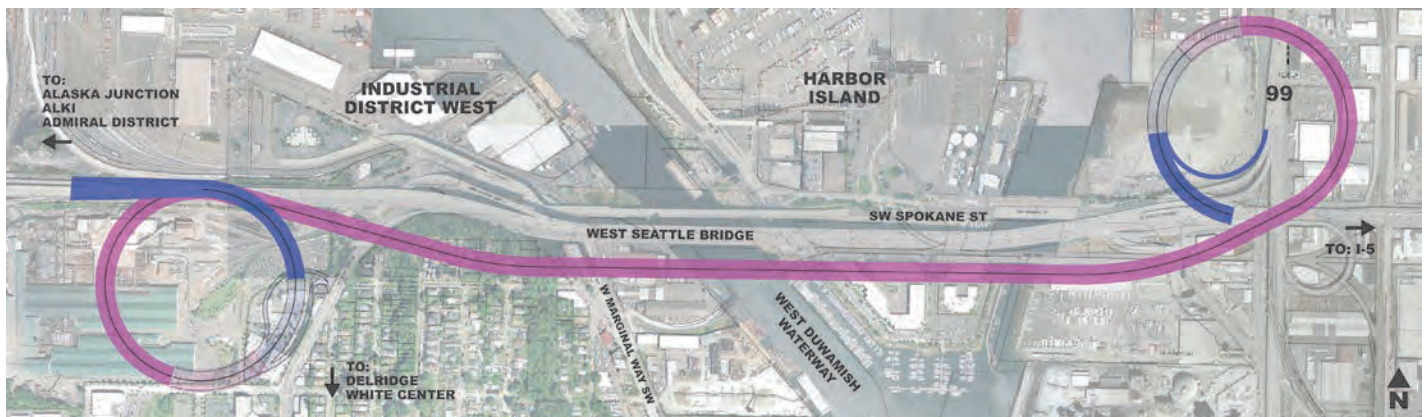 TO:
ALASKA JUNCTION
ALKI
ADMIRAL DISTRICT
INDUSTRIAL
DISTRICT WEST
HARBOR
ISLAND
99
SW SPOKANE ST
WEST SEATTLE BRIDGE
TO: I-5
W MARGINAL WAY SW
WEST DUWAMISH
WATERWAY
TO:
DELRIDGE
WHITE CENTER
N